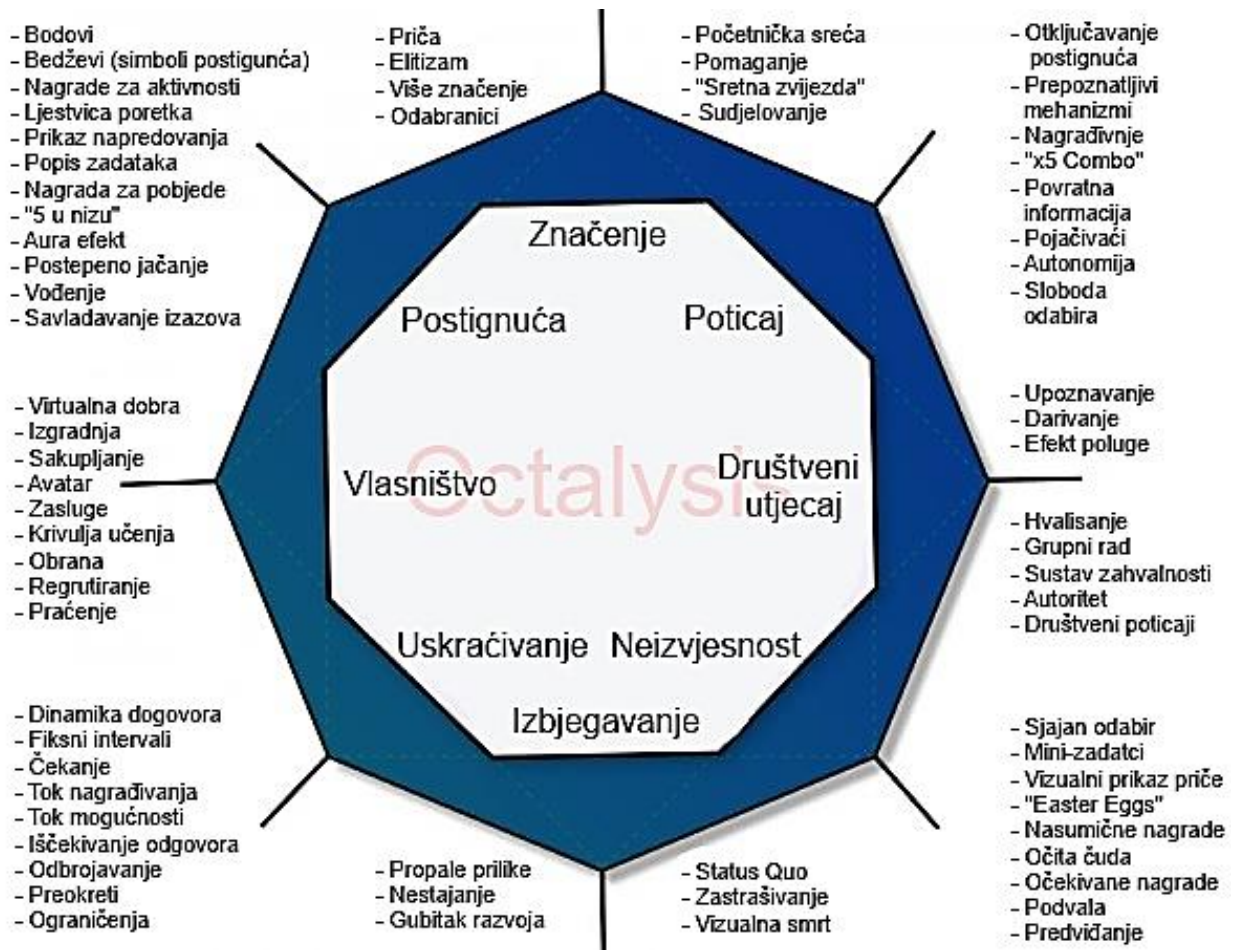 - Bodovi
- Bedževi (simboli postigunća)
- Nagrade za aktivnosti
- Ljestvica poretka
- Prikaz napredovanja
- Popis zadataka
- Nagrada za pobjede
- "5 u nizu"
- Aura efekt
- Postepeno jačanje
- Vođenje
- Savladavanje izazova
- Priča
- Elitizam
- Više značenje
- Odabranici
- Početnička sreća
- Pomaganje
- "Sretna zvijezda"
- Sudjelovanje
- Otključavanje
postignuća
- Prepoznatljivi
mehanizmi
- Nagrađivnje
- "x5 Combo"
- Povratna
informacija
- Pojačivaći
- Autonomija
- Sloboda
odabira
Značenje
Postignuća
Poticaj
- Virtualna dobra
- Izgradnja
- Sakupljanje
- Avatar
- Zasluge
- Krivulja učenja
- Obrana
- Regrutiranje
- Praćenje
Vlasništvo
Octalysis
Društveni
utjecaj
- Upoznavanje
- Darivanje
- Efekt poluge
- Hvalisanje
- Grupni rad
- Sustav zahvalnosti
- Autoritet
- Društveni poticaji
Uskraćivanje
Neizvjesnost
Izbjegavanje
- Dinamika dogovora
- Fiksni intervali
- Čekanje
- Tok nagrađivanja
- Tok mogućnosti
- Iščekivanje odgovora
- Odbrojavanje
- Preokreti
- Ograničenja
- Propale prilike
- Nestajanje
- Gubitak razvoja
- Status Quo
- Zastrašivanje
- Vizualna smrt
- Sjajan odabir
- Mini-zadatci
- Vizualni prikaz priče
- "Easter Eggs"
- Nasumične nagrade
- Očita čuda
- Očekivane nagrade
- Podvala
- Predviđanje